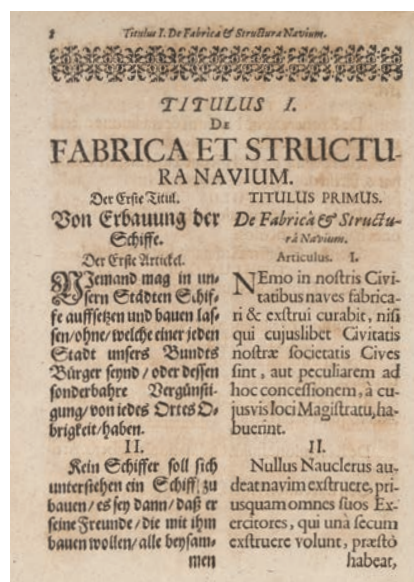 2 Titulus I. De Fabricâ & Structurâ Navium.
TITULUS I.
DE
FABRICA ET STRUCTU-
RA NAVIUM.
Der Erste Titul.
Von Erbauung der
Schiffe.
Der Erste Artickel.
Niemand mag in un-
sern Städten Schif-
fe auffsetzen und bauen las-
sen/ohne/welche einer jeden
Stadt unsers Bundts
Bürger seynd/oder dessen
sonderbahre Vergünsti-
gung/von iedes Ortes O-
brigkeit/haben.
II.
Kein Schiffer soll sich
unterstehen ein Schiff zu
bauen/es sey dann/daß er
seine Freunde/die mit ihm
bauen wollen/alle beysam-
men
TITULUS PRIMUS.
De Fabricâ & Structu-
râ Navium.
Articulus. I.
NEmo in nostris Civi-
tatibus naves fabrica-
ri & exstrui curabit, nisi
qui cujuslibet Civitatis
nostræ societatis Cives
sint, aut peculiarem ad
hoc concessionem, à cu-
jusvis loci Magistratu, ha-
buerint.
II.
Nullus Nauclerus au-
deat navim exstruere, pri-
usquam omnes suos Ex-
ercitores, qui unà secum
exstruere volunt, præstò
habeat,